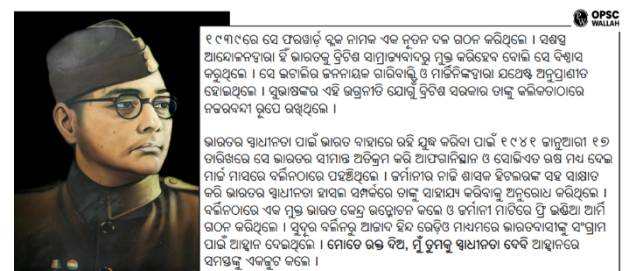 OPSC
WALLAH
୧୯୩୯ରେ ସେ ଫରୱାର୍ଡ଼ ବ୍ଲକ ନାମକ ଏକ ନୂତନ ଦଳ ଗଠନ କରିଥିଲେ । ସଶସ୍ତ୍ର
ଆନ୍ଦୋଳନଦ୍ୱାରା ହିଁ ଭାରତକୁ ବ୍ରିଟିଶ ସାମ୍ରାଜ୍ୟବାଦରୁ ମୁକ୍ତ କରିହେବ ବୋଲି ସେ ବିଶ୍ୱାସ
କରୁଥିଲେ । ସେ ଇଟାଲିର ଜନନାୟକ ଗାରିବାଲ୍ଡି ଓ ମାର୍ଜିନିଙ୍କଦ୍ୱାରା ଯଥେଷ୍ଟ ଅନୁପ୍ରାଣୀତ
ହୋଇଥିଲେ । ସୁଭାଷଙ୍କର ଏହି ଉଗ୍ରନୀତି ଯୋଗୁଁ ବ୍ରିଟିଶ ସରକାର ତାଙ୍କୁ କଲିକତାଠାରେ
ନଜରବନ୍ଦୀ ରୂପେ ରଖିଥିଲେ ।
ଭାରତର ସ୍ୱାଧୀନତା ପାଇଁ ଭାରତ ବାହାରେ ରହି ଯୁଦ୍ଧ କରିବା ପାଇଁ ୧୯୪୧ ଜାନୁଆରୀ ୧୭
ତାରିଖରେ ସେ ଭାରତର ସୀମାନ୍ତ ଅତିକ୍ରମ କରି ଆଫଗାନିସ୍ଥାନ ଓ ସୋଭିଏତ ଋଷ ମଧ୍ୟ ଦେଇ
ମାର୍ଚ୍ଚ ମାସରେ ବର୍ଲିନଠାରେ ପହଞ୍ଚିଥିଲେ । ଜର୍ମାନୀର ନାଜି ଶାସକ ହିଟଲରଙ୍କ ସହ ସାକ୍ଷାତ
କରି ଭାରତର ସ୍ୱାଧୀନତା ହାସଲ ସମ୍ପର୍କରେ ତାଙ୍କୁ ସାହାଯ୍ୟ କରିବାକୁ ଅନୁରୋଧ କରିଥିଲେ ।
ବର୍ଲିନଠାରେ ଏକ ମୁକ୍ତ ଭାରତ କେନ୍ଦ୍ର ଉନ୍ମୋଚନ କଲେ ଓ ଜର୍ମାନୀ ମାଟିରେ ଫ୍ରି ଇଣ୍ଡିଆ ଆର୍ମି
ଗଠନ କରିଥିଲେ । ସୁଦୂର ବର୍ଲିନରୁ ଆଜାଦ ହିନ୍ଦ ରେଡ଼ିଓ ମାଧ୍ୟମରେ ଭାରତବାସୀଙ୍କୁ ସଂଗ୍ରାମ
ପାଇଁ ଆହ୍ୱାନ ଦେଇଥିଲେ । ମୋତେ ରକ୍ତ ଦିଅ, ମୁଁ ତୁମକୁ ସ୍ୱାଧୀନତା ଦେବି ଆହ୍ୱାନରେ
ସମସ୍ତଙ୍କୁ ଏକଜୁଟ କଲେ ।